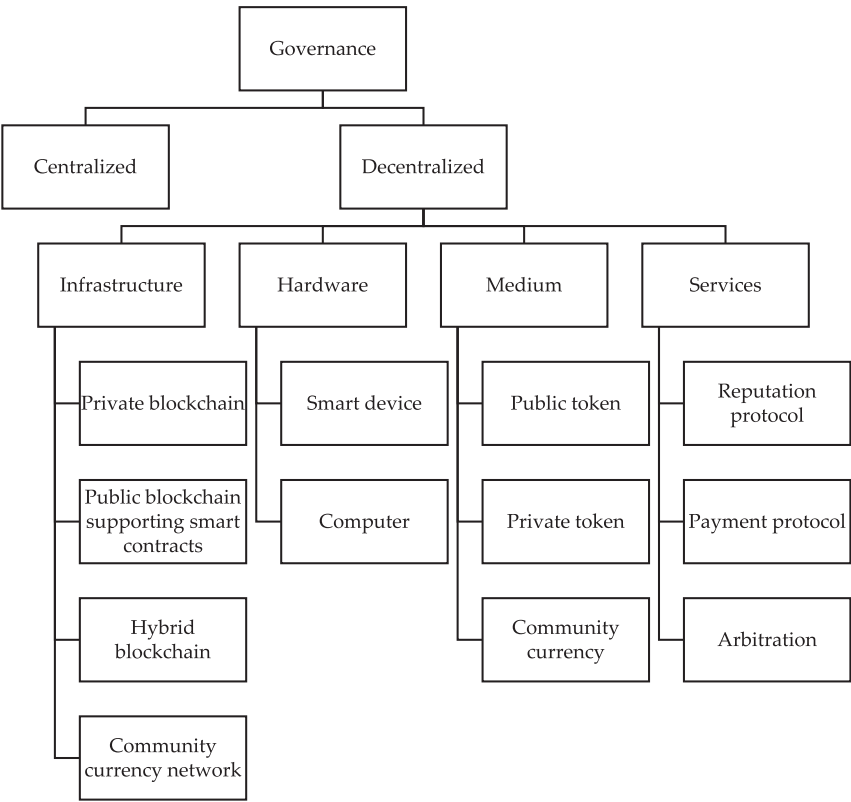 Governance
Centralized
Decentralized
Infrastructure
Hardware
Medium
Services
Private blockchain
Smart device
Public token
Reputation
protocol
Public blockchain
supporting smart
contracts
Computer
Private token
Payment protocol
Hybrid
blockchain
Community
currency
Arbitration
Community
currency network